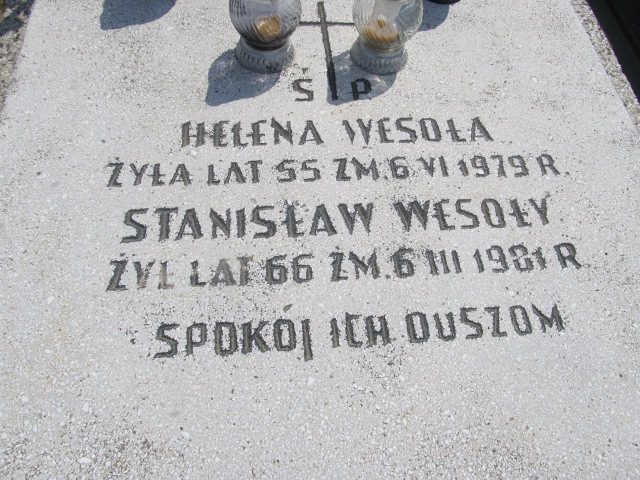 Ś P
HELENA WESOŁA
ŻYŁA LAT 55 ZM. 6 VI 1979 R.
STANISŁAW WESOŁY
ŻYŁ LAT 66 ZM. 6 III 1981 R
SPOKÓJ ICH DUSZOM